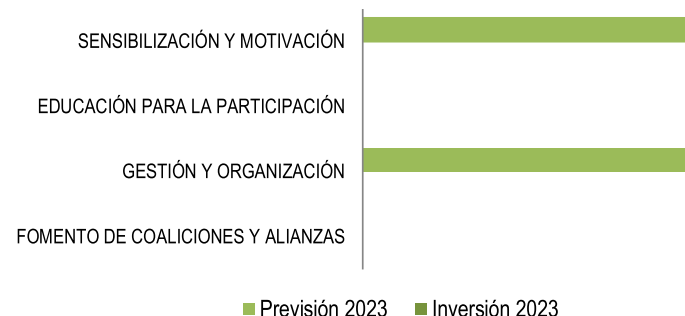 SENSIBILIZACIÓN Y MOTIVACIÓN
EDUCACIÓN PARA LA PARTICIPACIÓN
GESTIÓN Y ORGANIZACIÓN
FOMENTO DE COALICIONES Y ALIANZAS
Previsión 2023 Inversión 2023